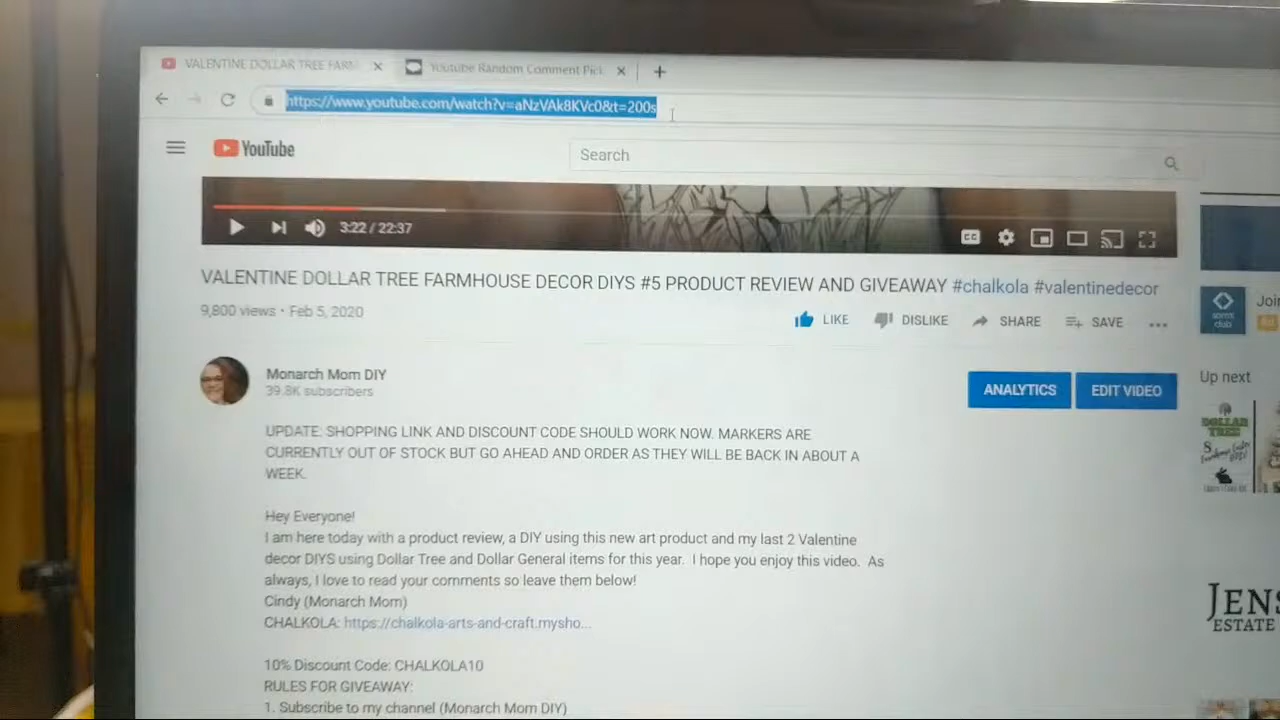 VALENTINE DOLLAR TREE FARM
Youtube Random Comment Pick
https://www.youtube.com/watch?v=aNzVAk8KVc0&t=200s
YouTube
Search
3:22 / 22:37
CC
VALENTINE DOLLAR TREE FARMHOUSE DECOR DIYS #5 PRODUCT REVIEW AND GIVEAWAY #chalkola #valentinedecor
9,800 views • Feb 5, 2020
LIKE DISLIKE SHARE SAVE
Monarch Mom DIY
39.8K subscribers
ANALYTICS EDIT VIDEO
UPDATE: SHOPPING LINK AND DISCOUNT CODE SHOULD WORK NOW. MARKERS ARE
CURRENTLY OUT OF STOCK BUT GO AHEAD AND ORDER AS THEY WILL BE BACK IN ABOUT A
WEEK.
Hey Everyone!
I am here today with a product review, a DIY using this new art product and my last 2 Valentine
decor DIYS using Dollar Tree and Dollar General items for this year. I hope you enjoy this video. As
always, I love to read your comments so leave them below!
Cindy (Monarch Mom)
CHALKOLA: https://chalkola-arts-and-craft.mysho...
10% Discount Code: CHALKOLA10
RULES FOR GIVEAWAY:
1. Subscribe to my channel (Monarch Mom DIY)
sam's
club
Joi
Ad
Up next
DOLLAR
TREE
JENS
ESTATE